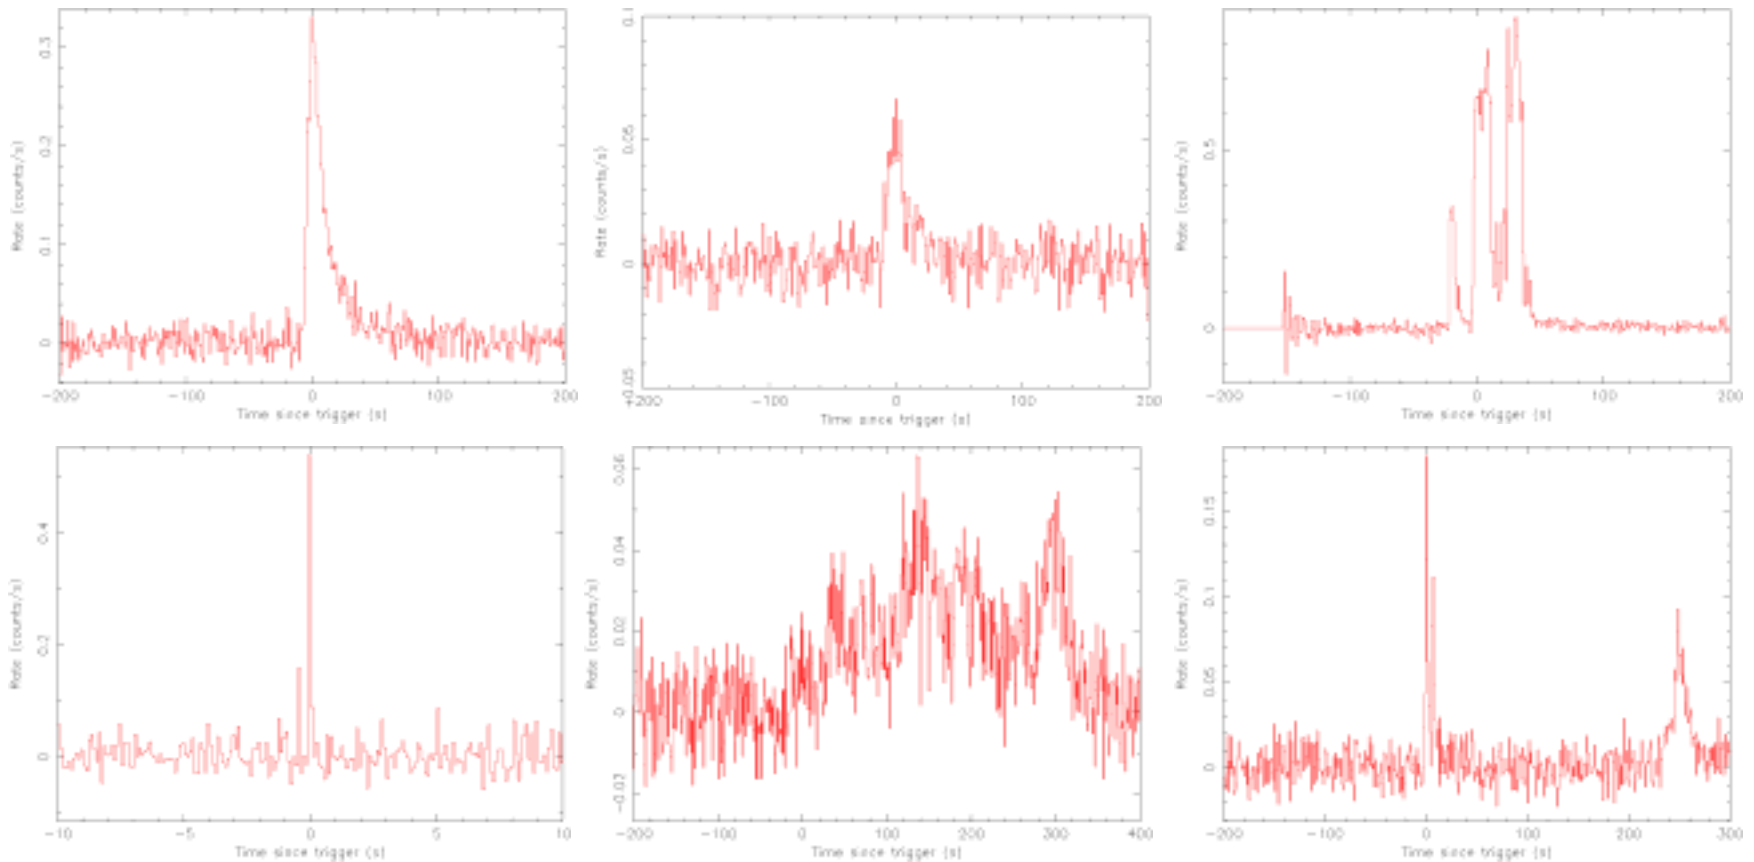 Rate (counts/s)
0.3
0.2
0.1
0
-200 -100 0 100 200
Time since trigger (s)
Rate (counts/s)
0.1
0.05
0
-0.05
-200 -100 0 100 200
Time since trigger (s)
Rate (counts/s)
0.5
0
-200 -100 0 100 200
Time since trigger (s)
Rate (counts/s)
0.4
0.2
0
-10 -5 0 5 10
Time since trigger (s)
Rate (counts/s)
0.06
0.04
0.02
0
-0.02
-200 -100 0 100 200 300 400
Time since trigger (s)
Rate (counts/s)
0.15
0.1
0.05
0
-200 -100 0 100 200 300
Time since trigger (s)